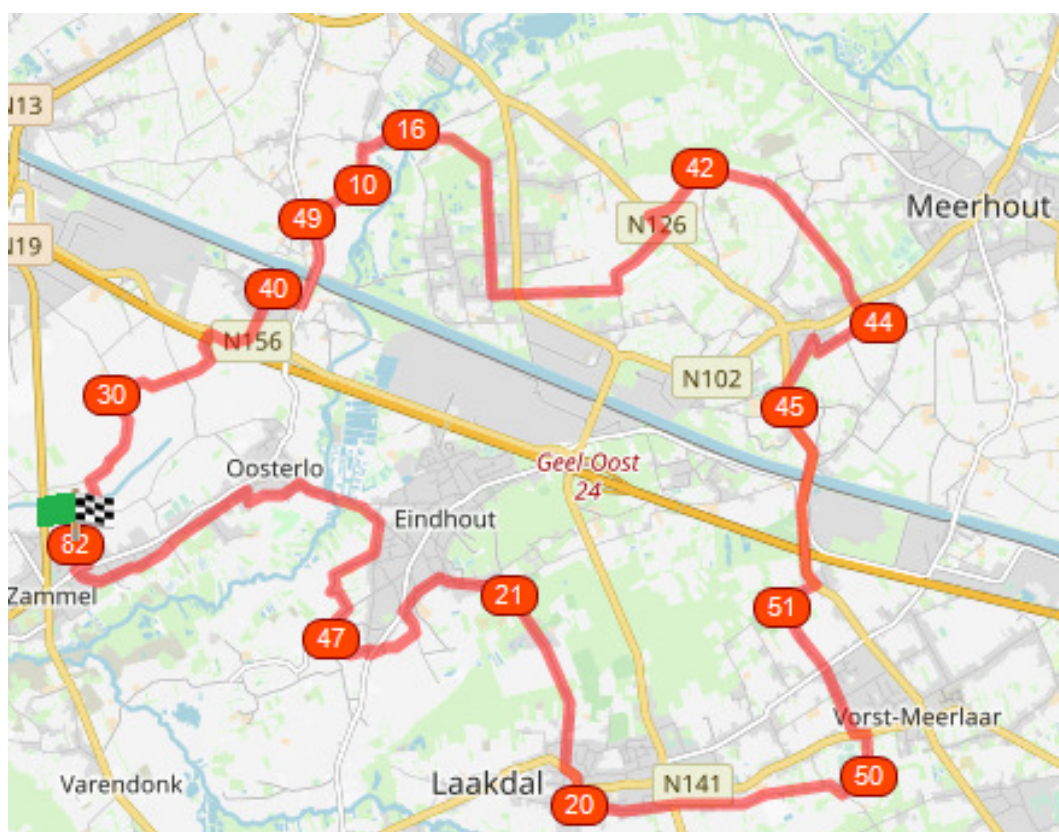 N13
16
42
10
Meerhout
49
N126
N19
40
44
N156
N102
30
45
Oosterlo
Geel-Oost
24
Eindhout
82
Zammel
21
51
47
Vorst-Meerlaar
Varendonk
Laakdal
N141
50
20